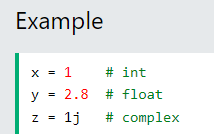 Example
x = 1    # int
y = 2.8  # float
z = 1j   # complex